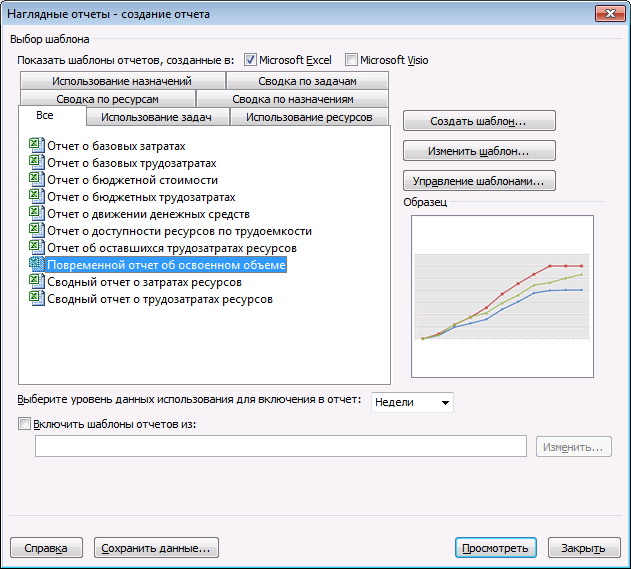 Наглядные отчеты - создание отчета
Выбор шаблона
Показать шаблоны отчетов, созданные в: Microsoft Excel Microsoft Visio
Использование назначений Сводка по задачам
Сводка по ресурсам Сводка по назначениям
Все Использование задач Использование ресурсов
Отчет о базовых затратах
Отчет о базовых трудозатратах
Отчет о бюджетной стоимости
Отчет о бюджетных трудозатратах
Отчет о движении денежных средств
Отчет о доступности ресурсов по трудоемкости
Отчет об оставшихся трудозатратах ресурсов
Повременной отчет об освоенном объеме
Сводный отчет о затратах ресурсов
Сводный отчет о трудозатратах ресурсов
Создать шаблон...
Изменить шаблон...
Управление шаблонами...
Образец
Выберите уровень данных использования для включения в отчет: Недели
Включить шаблоны отчетов из:
Изменить...
Справка Сохранить данные... Просмотреть Закрыть